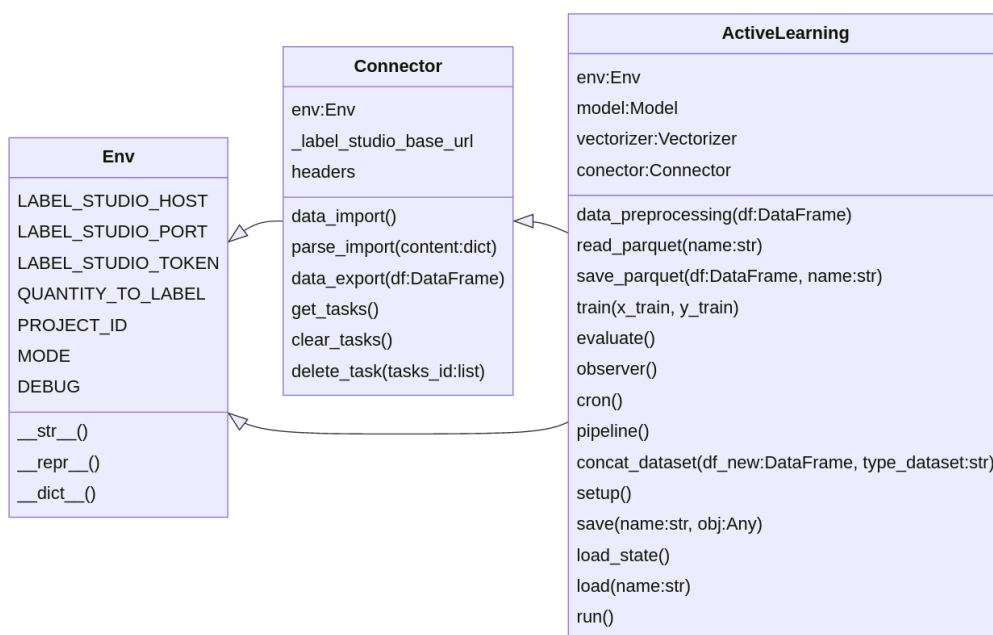 Env
LABEL_STUDIO_HOST
LABEL_STUDIO_PORT
LABEL_STUDIO_TOKEN
QUANTITY_TO_LABEL
PROJECT_ID
MODE
DEBUG
__str__()
__repr__()
__dict__()
Connector
env:Env
_label_studio_base_url
headers
data_import()
parse_import(content:dict)
data_export(df:DataFrame)
get_tasks()
clear_tasks()
delete_task(tasks_id:list)
ActiveLearning
env:Env
model:Model
vectorizer:Vectorizer
conector:Connector
data_preprocessing(df:DataFrame)
read_parquet(name:str)
save_parquet(df:DataFrame, name:str)
train(x_train, y_train)
evaluate()
observer()
cron()
pipeline()
concat_dataset(df_new:DataFrame, type_dataset:str)
setup()
save(name:str, obj:Any)
load_state()
load(name:str)
run()